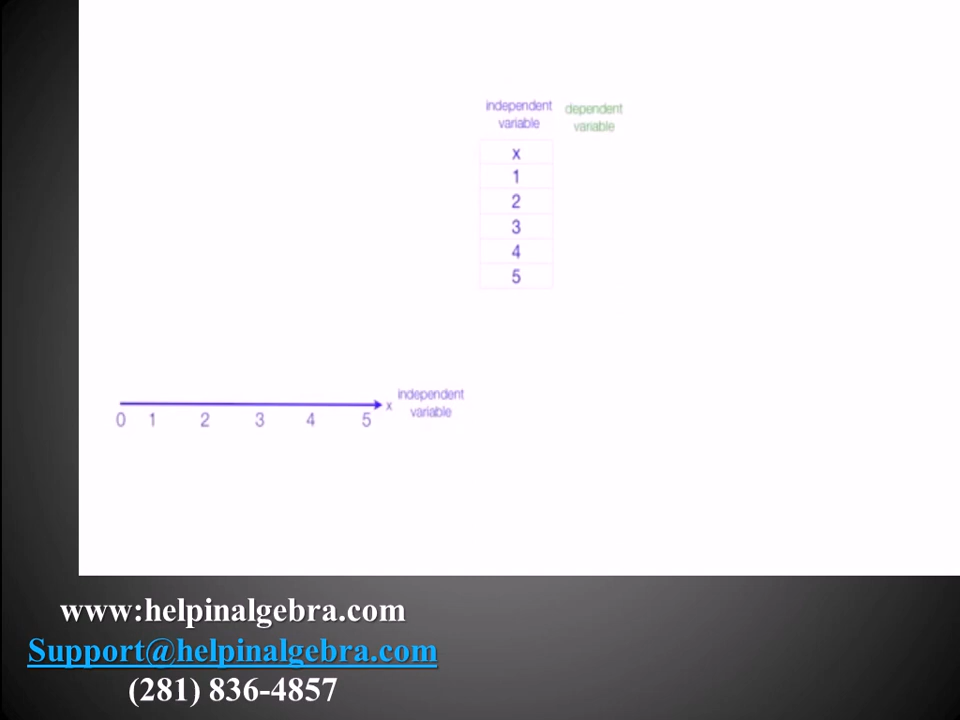 independent
variable
dependent
variable
x
1
2
3
4
5
0 1 2 3 4 5
x
independent
variable
www:helpinalgebra.com
Support@helpinalgebra.com
(281) 836-4857